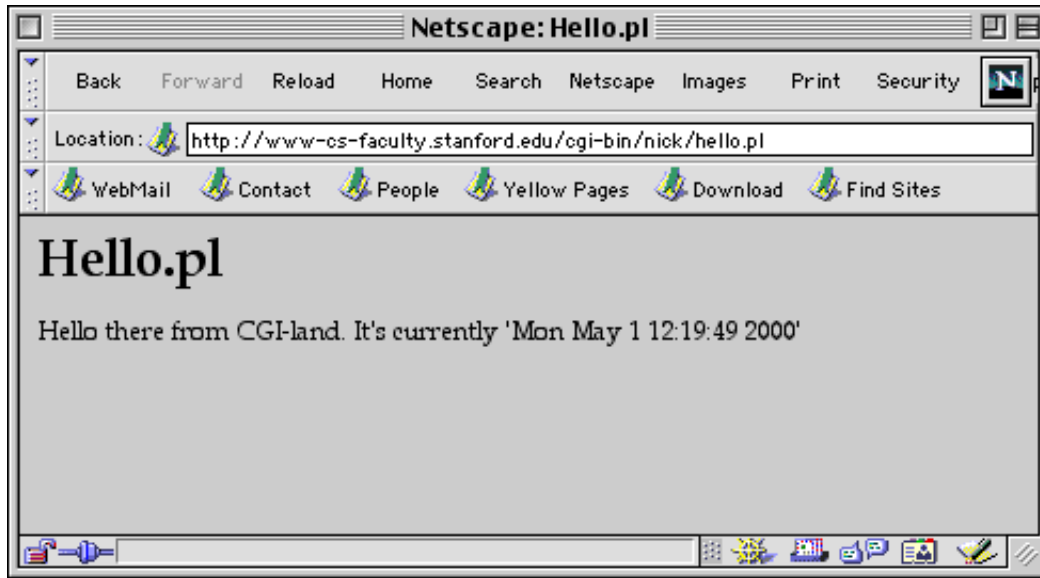 Netscape: Hello.pl
Back Forward Reload Home Search Netscape Images Print Security N
Location: http://www-cs-faculty.stanford.edu/cgi-bin/nick/hello.pl
WebMail Contact People Yellow Pages Download Find Sites
Hello.pl
Hello there from CGI-land. It's currently 'Mon May 1 12:19:49 2000'